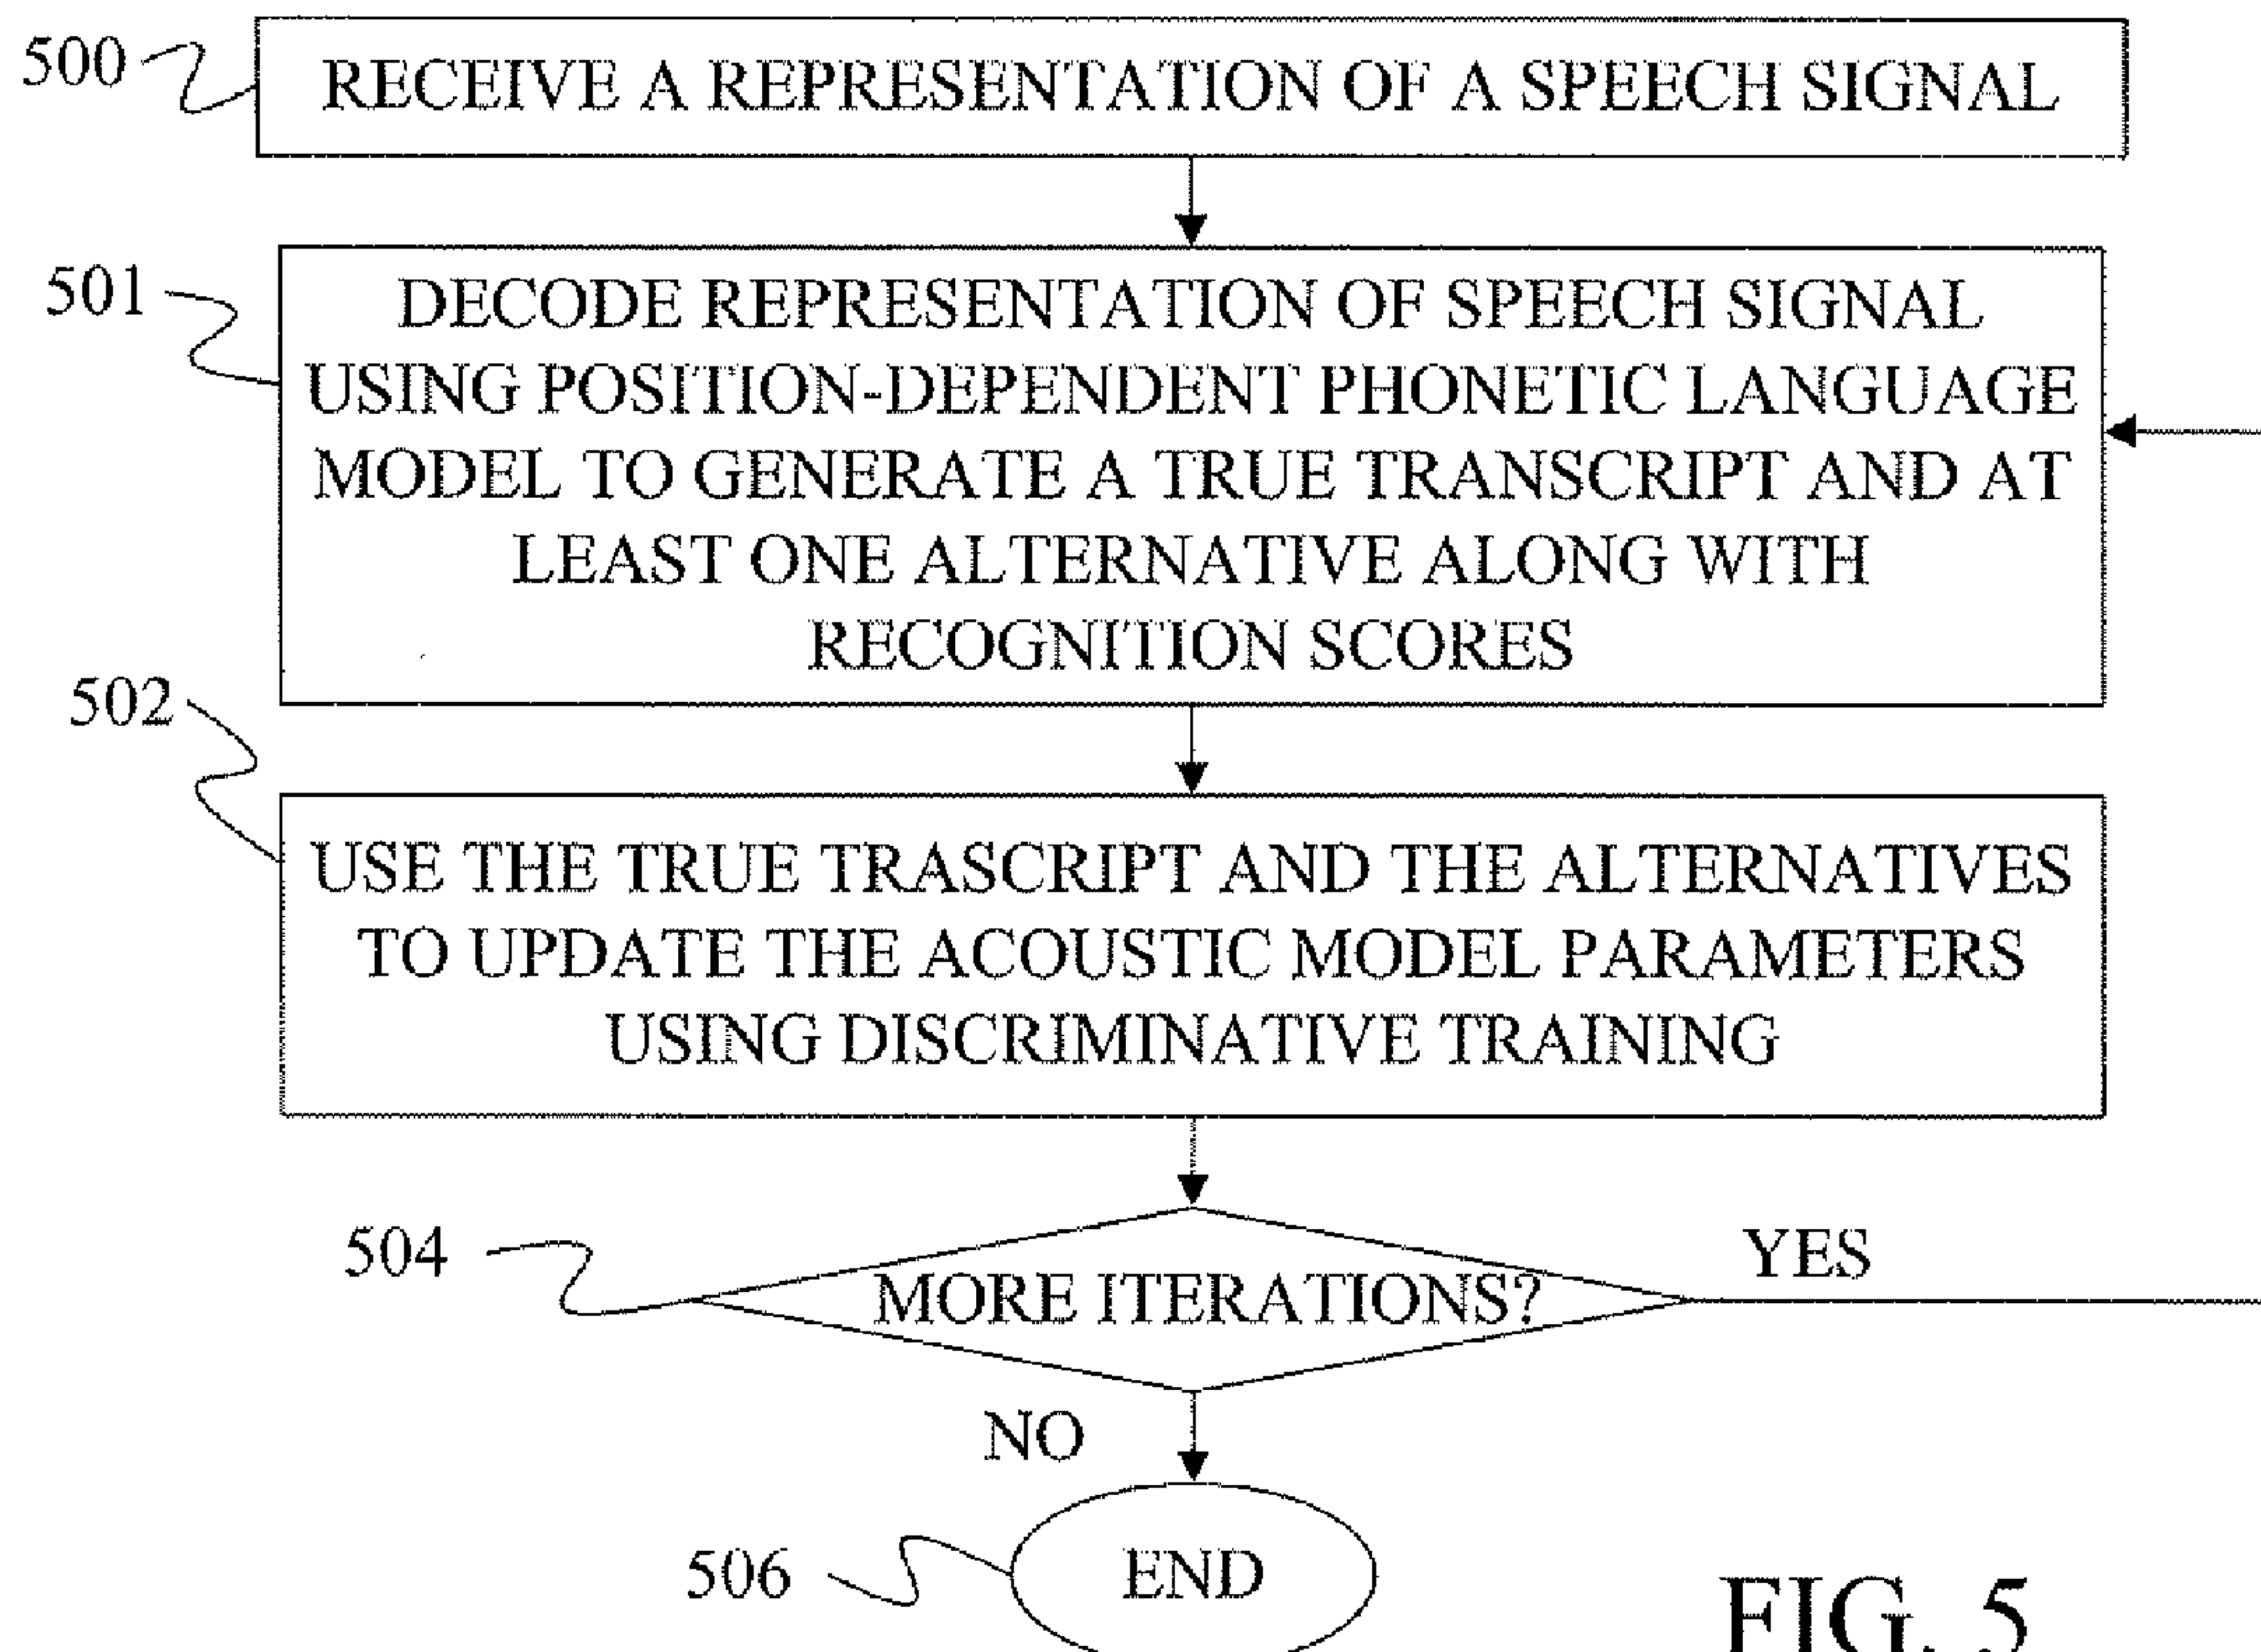 500
RECEIVE A REPRESENTATION OF A SPEECH SIGNAL
501
DECODE REPRESENTATION OF SPEECH SIGNAL
USING POSITION-DEPENDENT PHONETIC LANGUAGE
MODEL TO GENERATE A TRUE TRANSCRIPT AND AT
LEAST ONE ALTERNATIVE ALONG WITH
RECOGNITION SCORES
502
USE THE TRUE TRASCRIPT AND THE ALTERNATIVES
TO UPDATE THE ACOUSTIC MODEL PARAMETERS
USING DISCRIMINATIVE TRAINING
504
MORE ITERATIONS?
YES
NO
506
END
FIG. 5